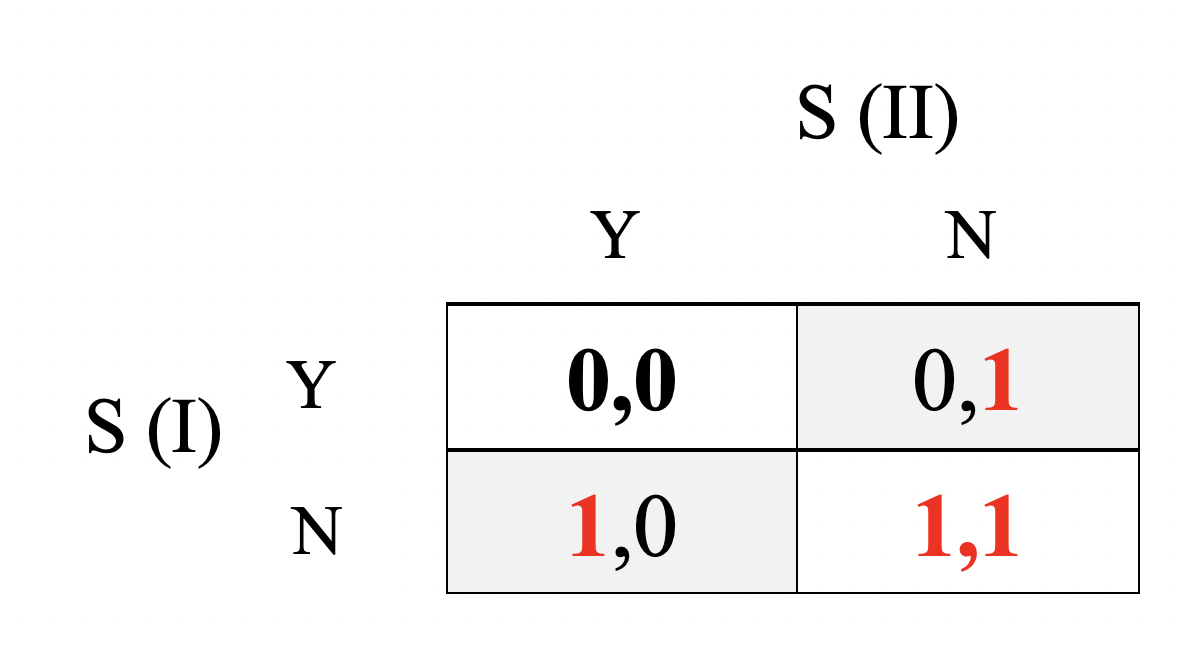 S (II)
Y N
Y 0,0 0,1
S (I)
N 1,0 1,1